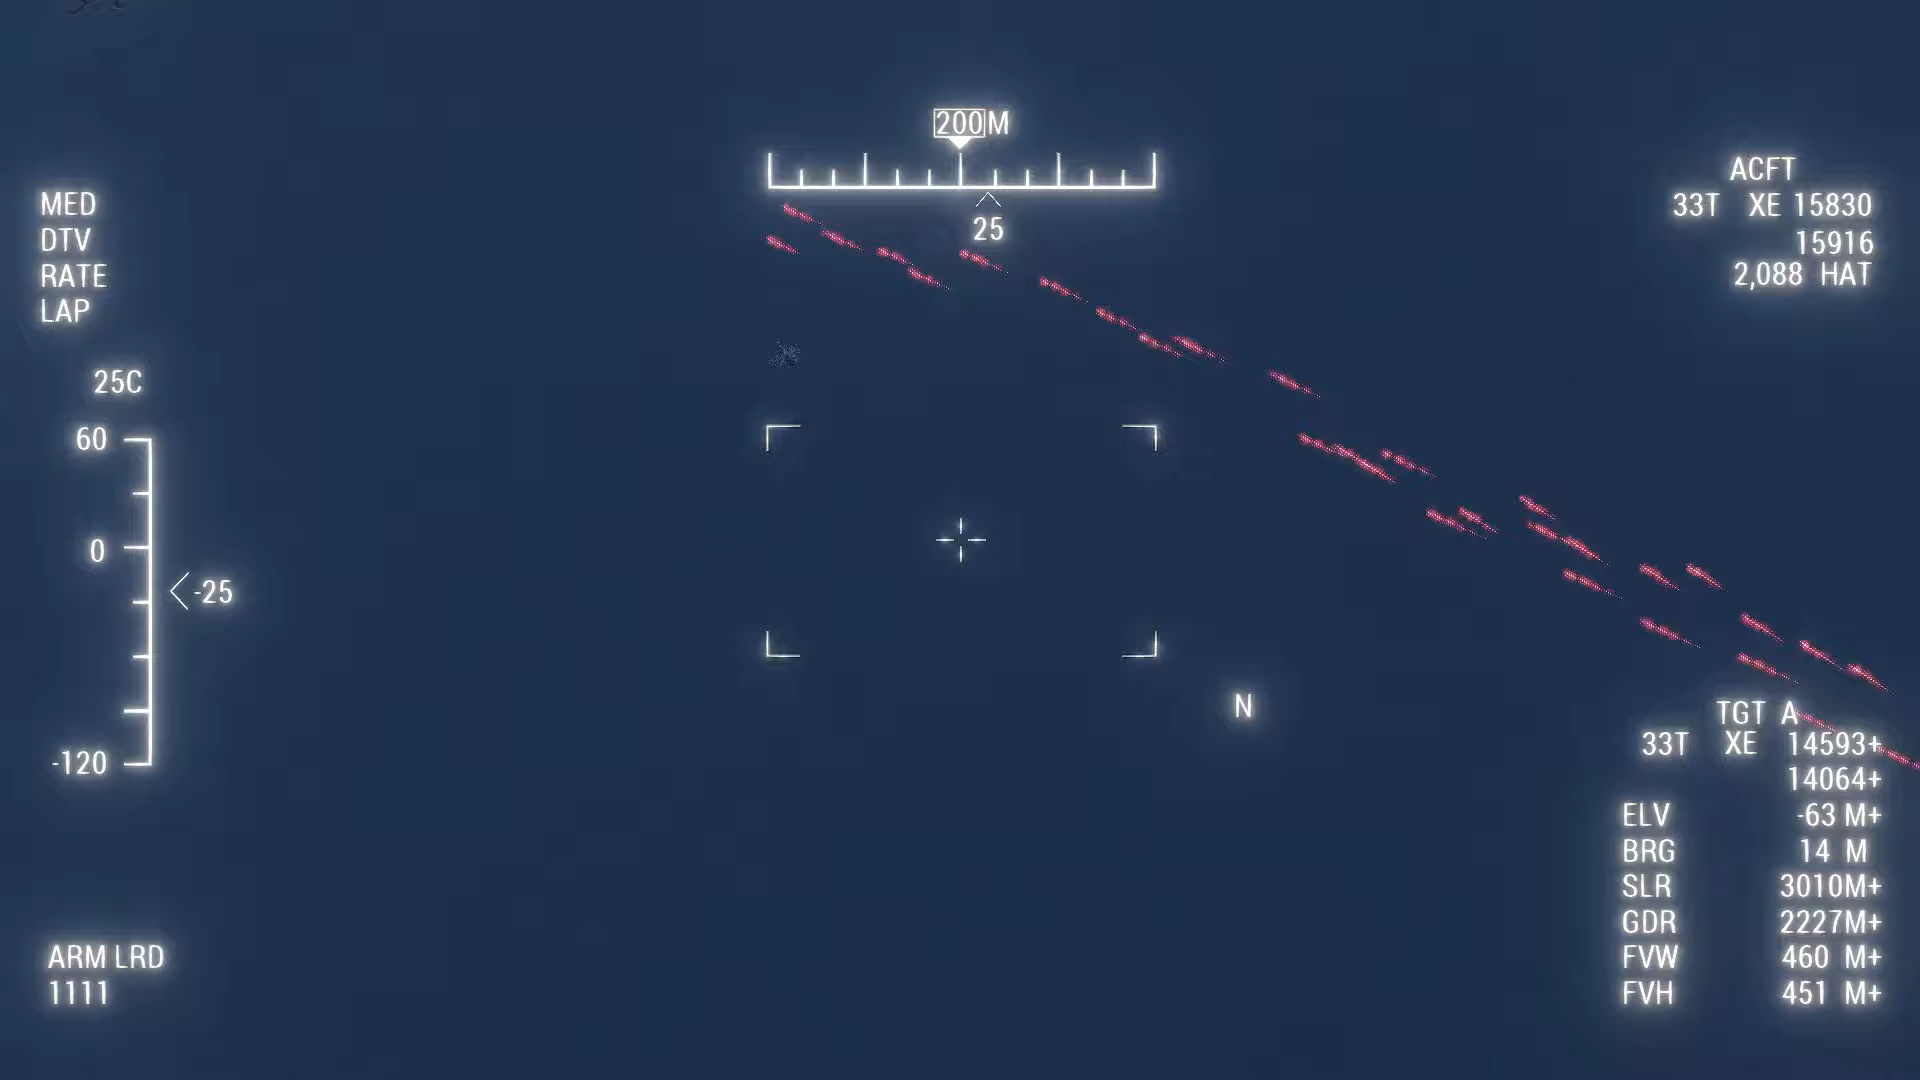 200M
25
ACFT
33T XE 15830
15916
2,088 HAT
MED
DTV
RATE
LAP
25C
60
0
-25
-120
N
TGT A
33T XE 14593+
14064+
ELV -63 M+
BRG 14 M
SLR 3010M+
GDR 2227M+
FVW 460 M+
FVH 451 M+
ARM LRD
1111